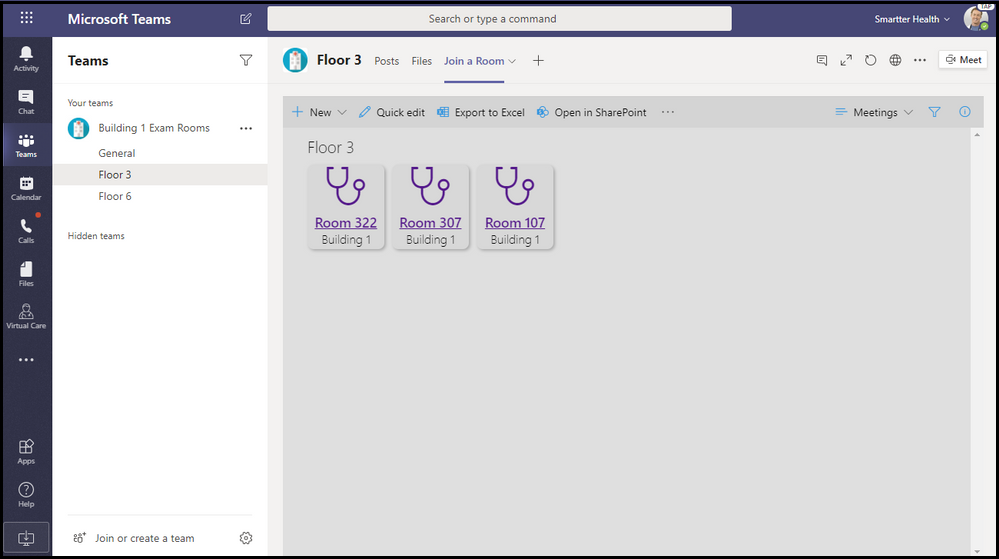 Microsoft Teams
Seartter or type a command
Smartter Health
TAP
Activity
Chat
Teams
Calendar
Calls
Files
Virtual Care
Apps
Help
Teams
Your teams
Building 1 Exam Rooms
General
Floor 3
Floor 6
Hidden teams
Join or create a team
Floor 3 Posts Files Join a Room
Meet
New Quick edit Export to Excel Open in SharePoint Meetings
Floor 3
Room 322 Room 307 Room 107
Building 1 Building 1 Building 1